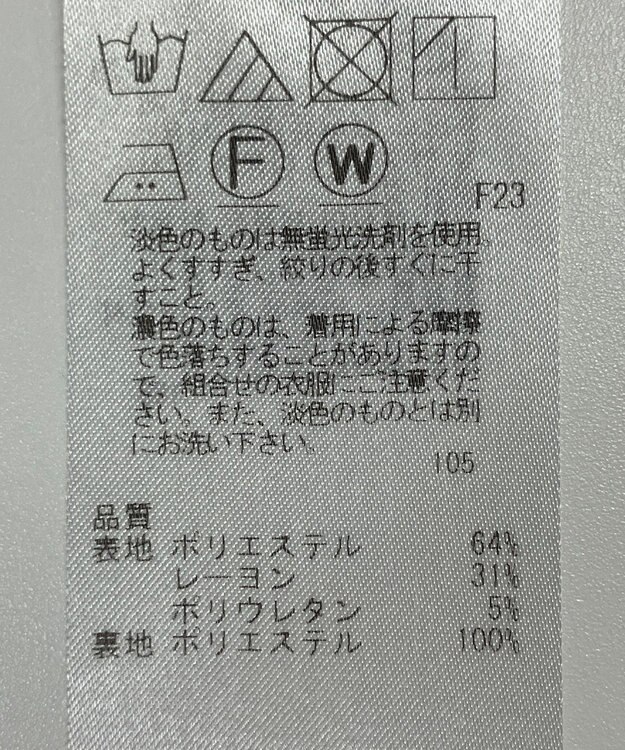 F W F23
淡色のものは無蛍光洗剤を使用。
よくすすぎ、絞りの後すぐに干
すこと。
濃色のものは、着用による摩擦
で色落ちすることがありますの
で、組合せの衣服にご注意くだ
さい。また、淡色のものとは別
にお洗い下さい。
105
品質
表地 ポリエステル 64%
レーヨン 31%
ポリウレタン 5%
裏地 ポリエステル 100%